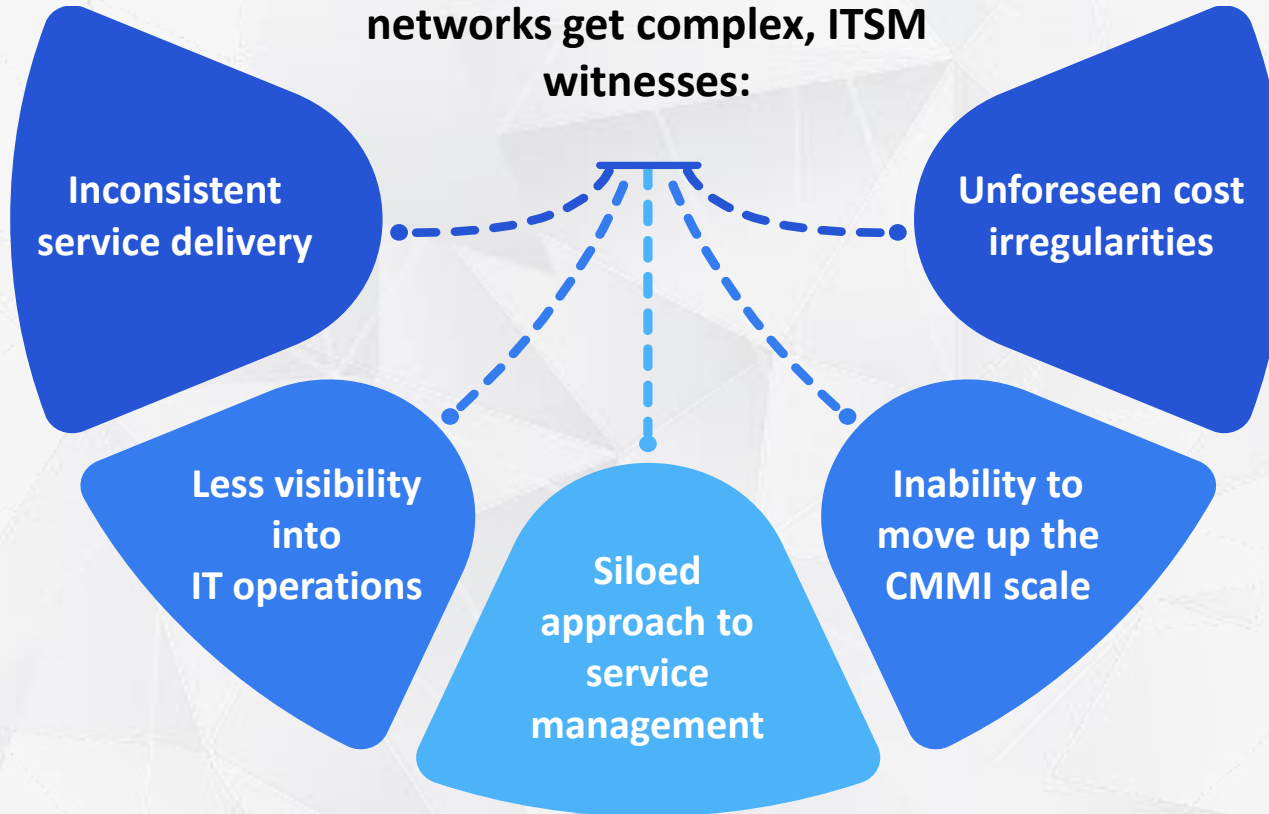 networks get complex, ITSM
witnesses:
Inconsistent
service delivery
Less visibility
into
IT operations
Siloed
approach to
service
management
Inability to
move up the
CMMI scale
Unforeseen cost
irregularities